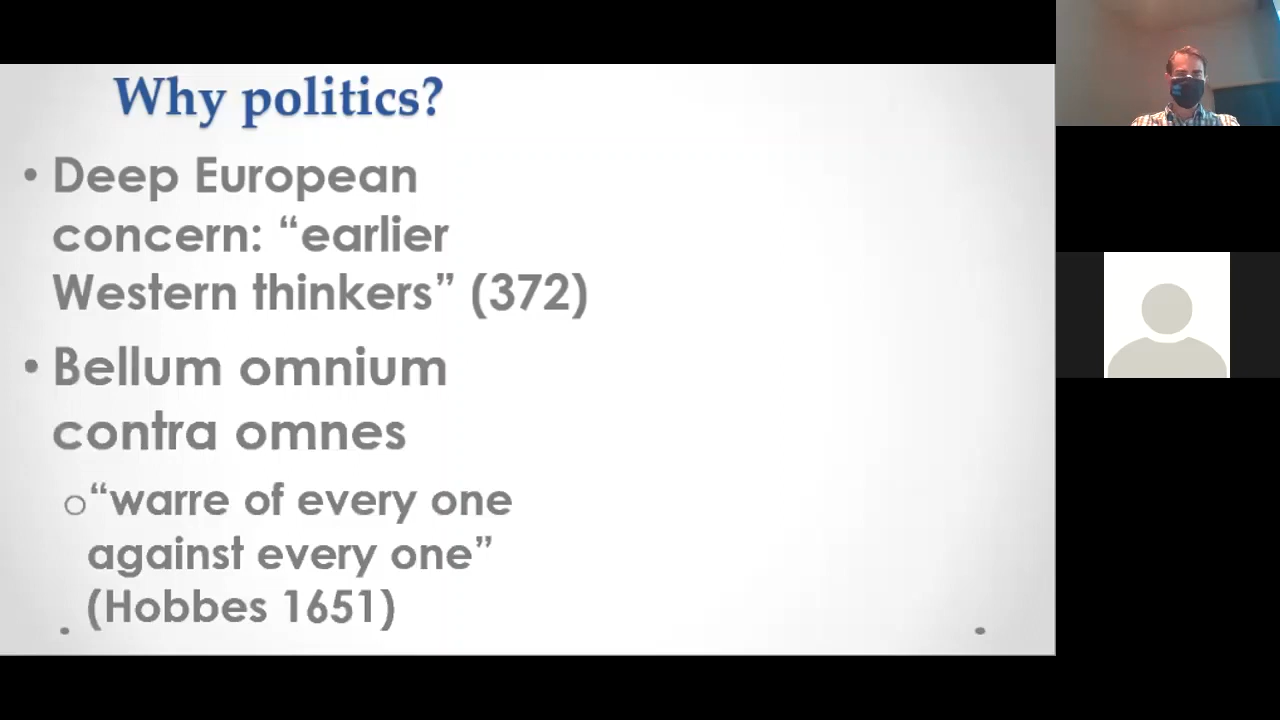 Why politics?
• Deep European
concern: “earlier
Western thinkers” (372)
• Bellum omnium
contra omnes
o“warre of every one
against every one”
(Hobbes 1651)